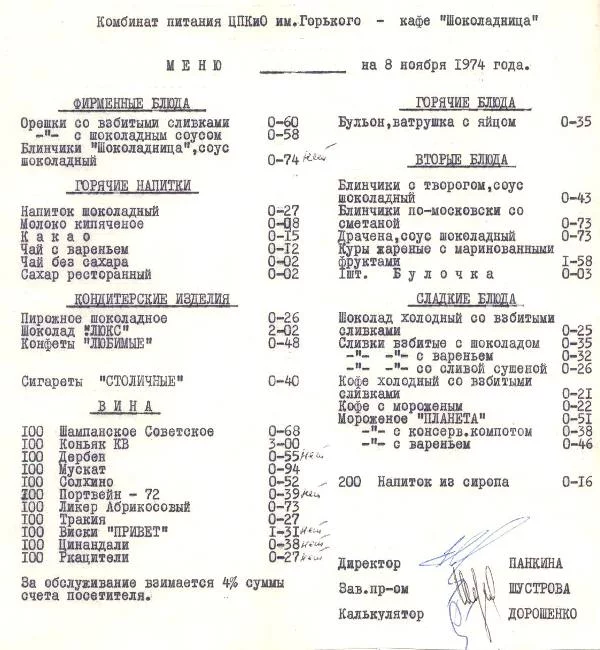 Комбинат питания ЦПКиО им.Горького - кафе "Шоколадница"
М Е Н Ю на 8 ноября 1974 года.
ФИРМЕННЫЕ БЛЮДА
Орешки со взбитыми сливками 0-60
-"- с шоколадным соусом 0-58
Блинчики "Шоколадница",соус
шоколадный 0-74 нет
ГОРЯЧИЕ НАПИТКИ
Напиток шоколадный 0-27
Молоко кипяченое 0-08
К а к а о 0-15
Чай с вареньем 0-12
Чай без сахара 0-02
Сахар ресторанный 0-02
КОНДИТЕРСКИЕ ИЗДЕЛИЯ
Пирожное шоколадное 0-26
Шоколад "ЛЮКС" 2-02
Конфеты "ЛЮБИМЫЕ" 0-48
Сигареты "СТОЛИЧНЫЕ" 0-40
В И Н А
100 Шампанское Советское 0-68
100 Коньяк КВ 3-00
100 Дербен 0-55 нет
100 Мускат 0-94
100 Солхино 0-52
100 Портвейн - 72 0-39 нет
100 Ликер Абрикосовый 0-73
100 Тракия 0-27
100 Виски "ПРИВЕТ" 1-31 нет
100 Цинандали 0-38 нет
100 Ркацители 0-27 нет
За обслуживание взимается 4% суммы
счета посетителя.
ГОРЯЧИЕ БЛЮДА
Бульон,ватрушка с яйцом 0-35
ВТОРЫЕ БЛЮДА
Блинчики с творогом,соус
шоколадный 0-43
Блинчики по-московски со
сметаной 0-73
Драчена,соус шоколадный 0-73
Куры жареные с маринованными
фруктами 1-58
1шт. Б у л о ч к а 0-03
СЛАДКИЕ БЛЮДА
Шоколад холодный со взбитыми
сливками 0-25
Сливки взбитые с шоколадом 0-35
-"- -"- с вареньем 0-32
-"- -"- со сливой сушеной 0-26
Кофе холодный со взбитыми
сливками 0-21
Кофе с мороженым 0-22
Мороженое "ПЛАНЕТА" 0-51
-"- с консерв.компотом 0-38
-"- с вареньем 0-46
200 Напиток из сиропа 0-16
Директор ПАНКИНА
Зав.пр-ом ШУСТРОВА
Калькулятор ДОРОШЕНКО